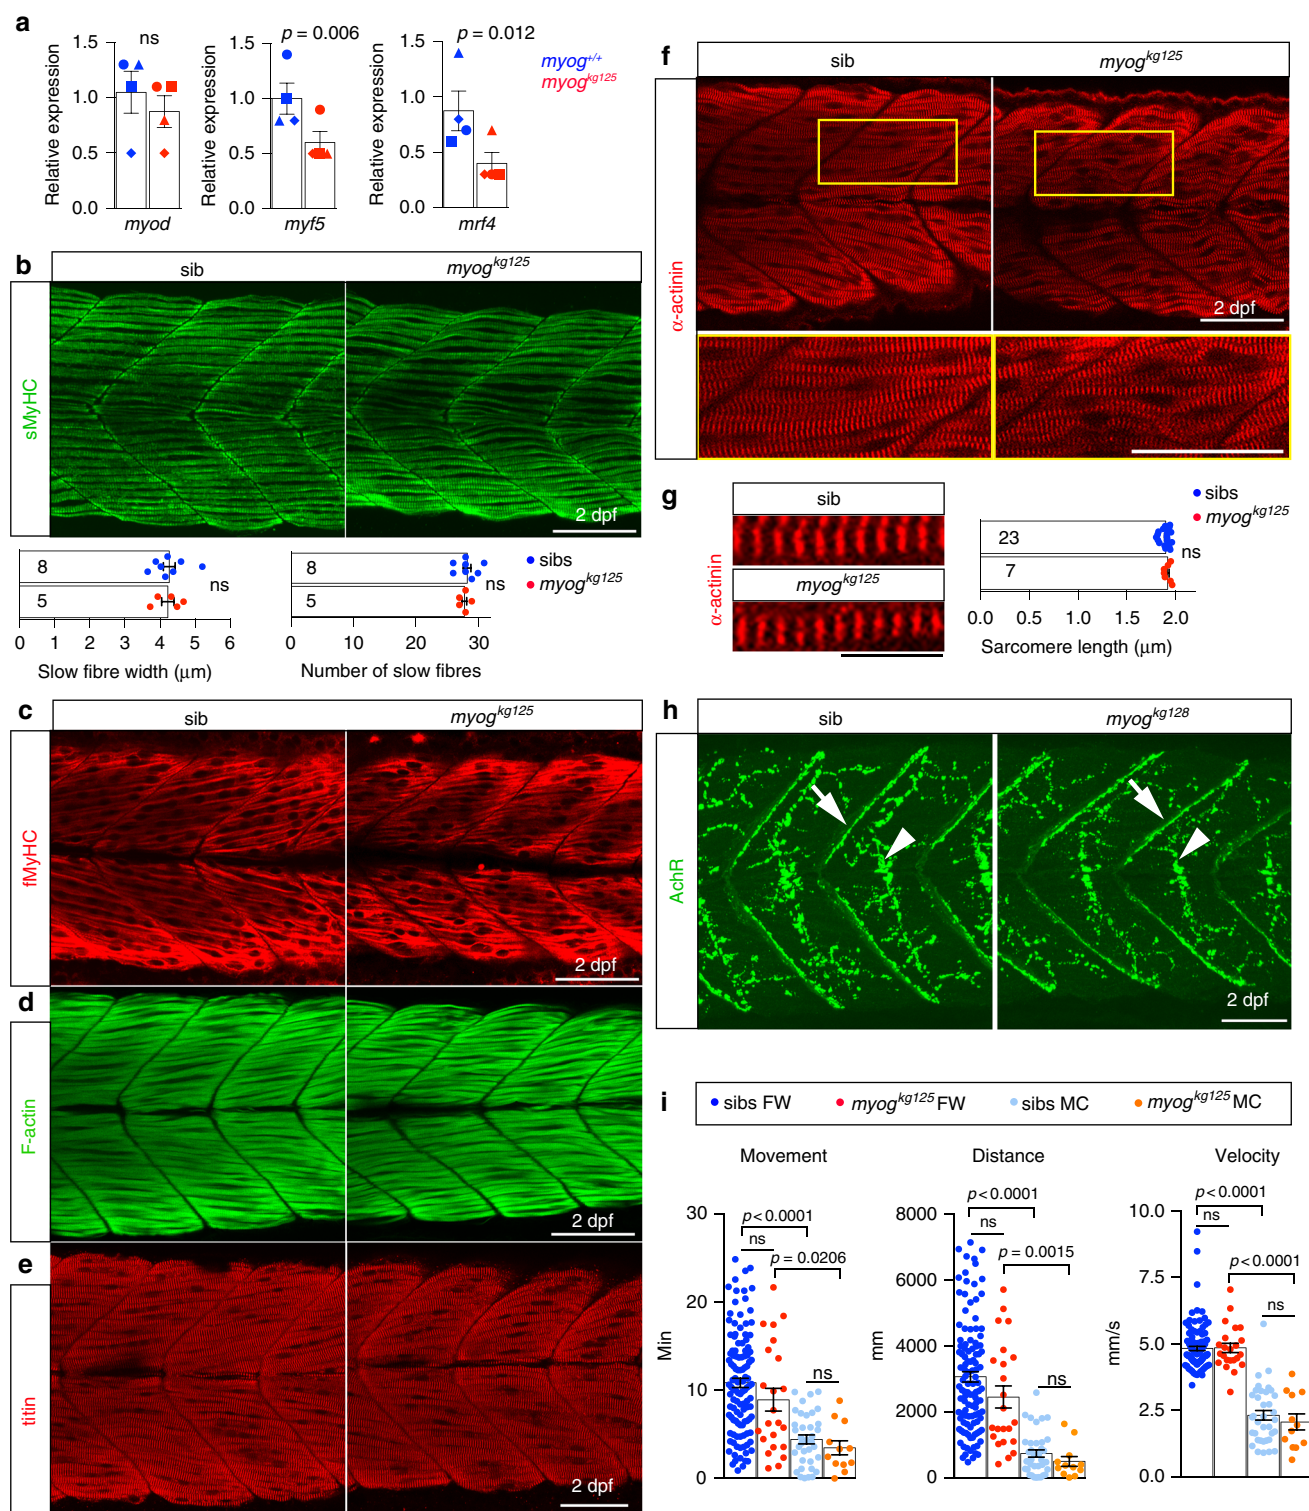 a
Relative expression
1.5
1.0
0.5
0.0
ns
myod
Relative expression
1.5
1.0
0.5
0.0
p = 0.006
myf5
Relative expression
1.5
1.0
0.5
0.0
p = 0.012
mrf4
myog+/+
myogkg125
b
sib
myogkg125
sMyHC
2 dpf
8
5
ns
0 1 2 3 4 5 6
Slow fibre width (μm)
8
5
ns
0 10 20 30
Number of slow fibres
sibs
myogkg125
c
sib
myogkg125
fMyHC
2 dpf
d
F-actin
2 dpf
e
titin
2 dpf
f
sib
myogkg125
α-actinin
2 dpf
g
sib
myogkg125
α-actinin
sibs
myogkg125
23
7
ns
0.0 0.5 1.0 1.5 2.0
Sarcomere length (μm)
h
sib
myogkg128
AchR
2 dpf
i
sibs FW
myogkg125 FW
sibs MC
myogkg125 MC
Movement
Min
30
20
10
0
p < 0.0001
ns
p = 0.0206
ns
Distance
mm
8000
6000
4000
2000
0
p < 0.0001
ns
p = 0.0015
ns
Velocity
mm/s
10.0
7.5
5.0
2.5
0.0
p < 0.0001
ns
p < 0.0001
ns